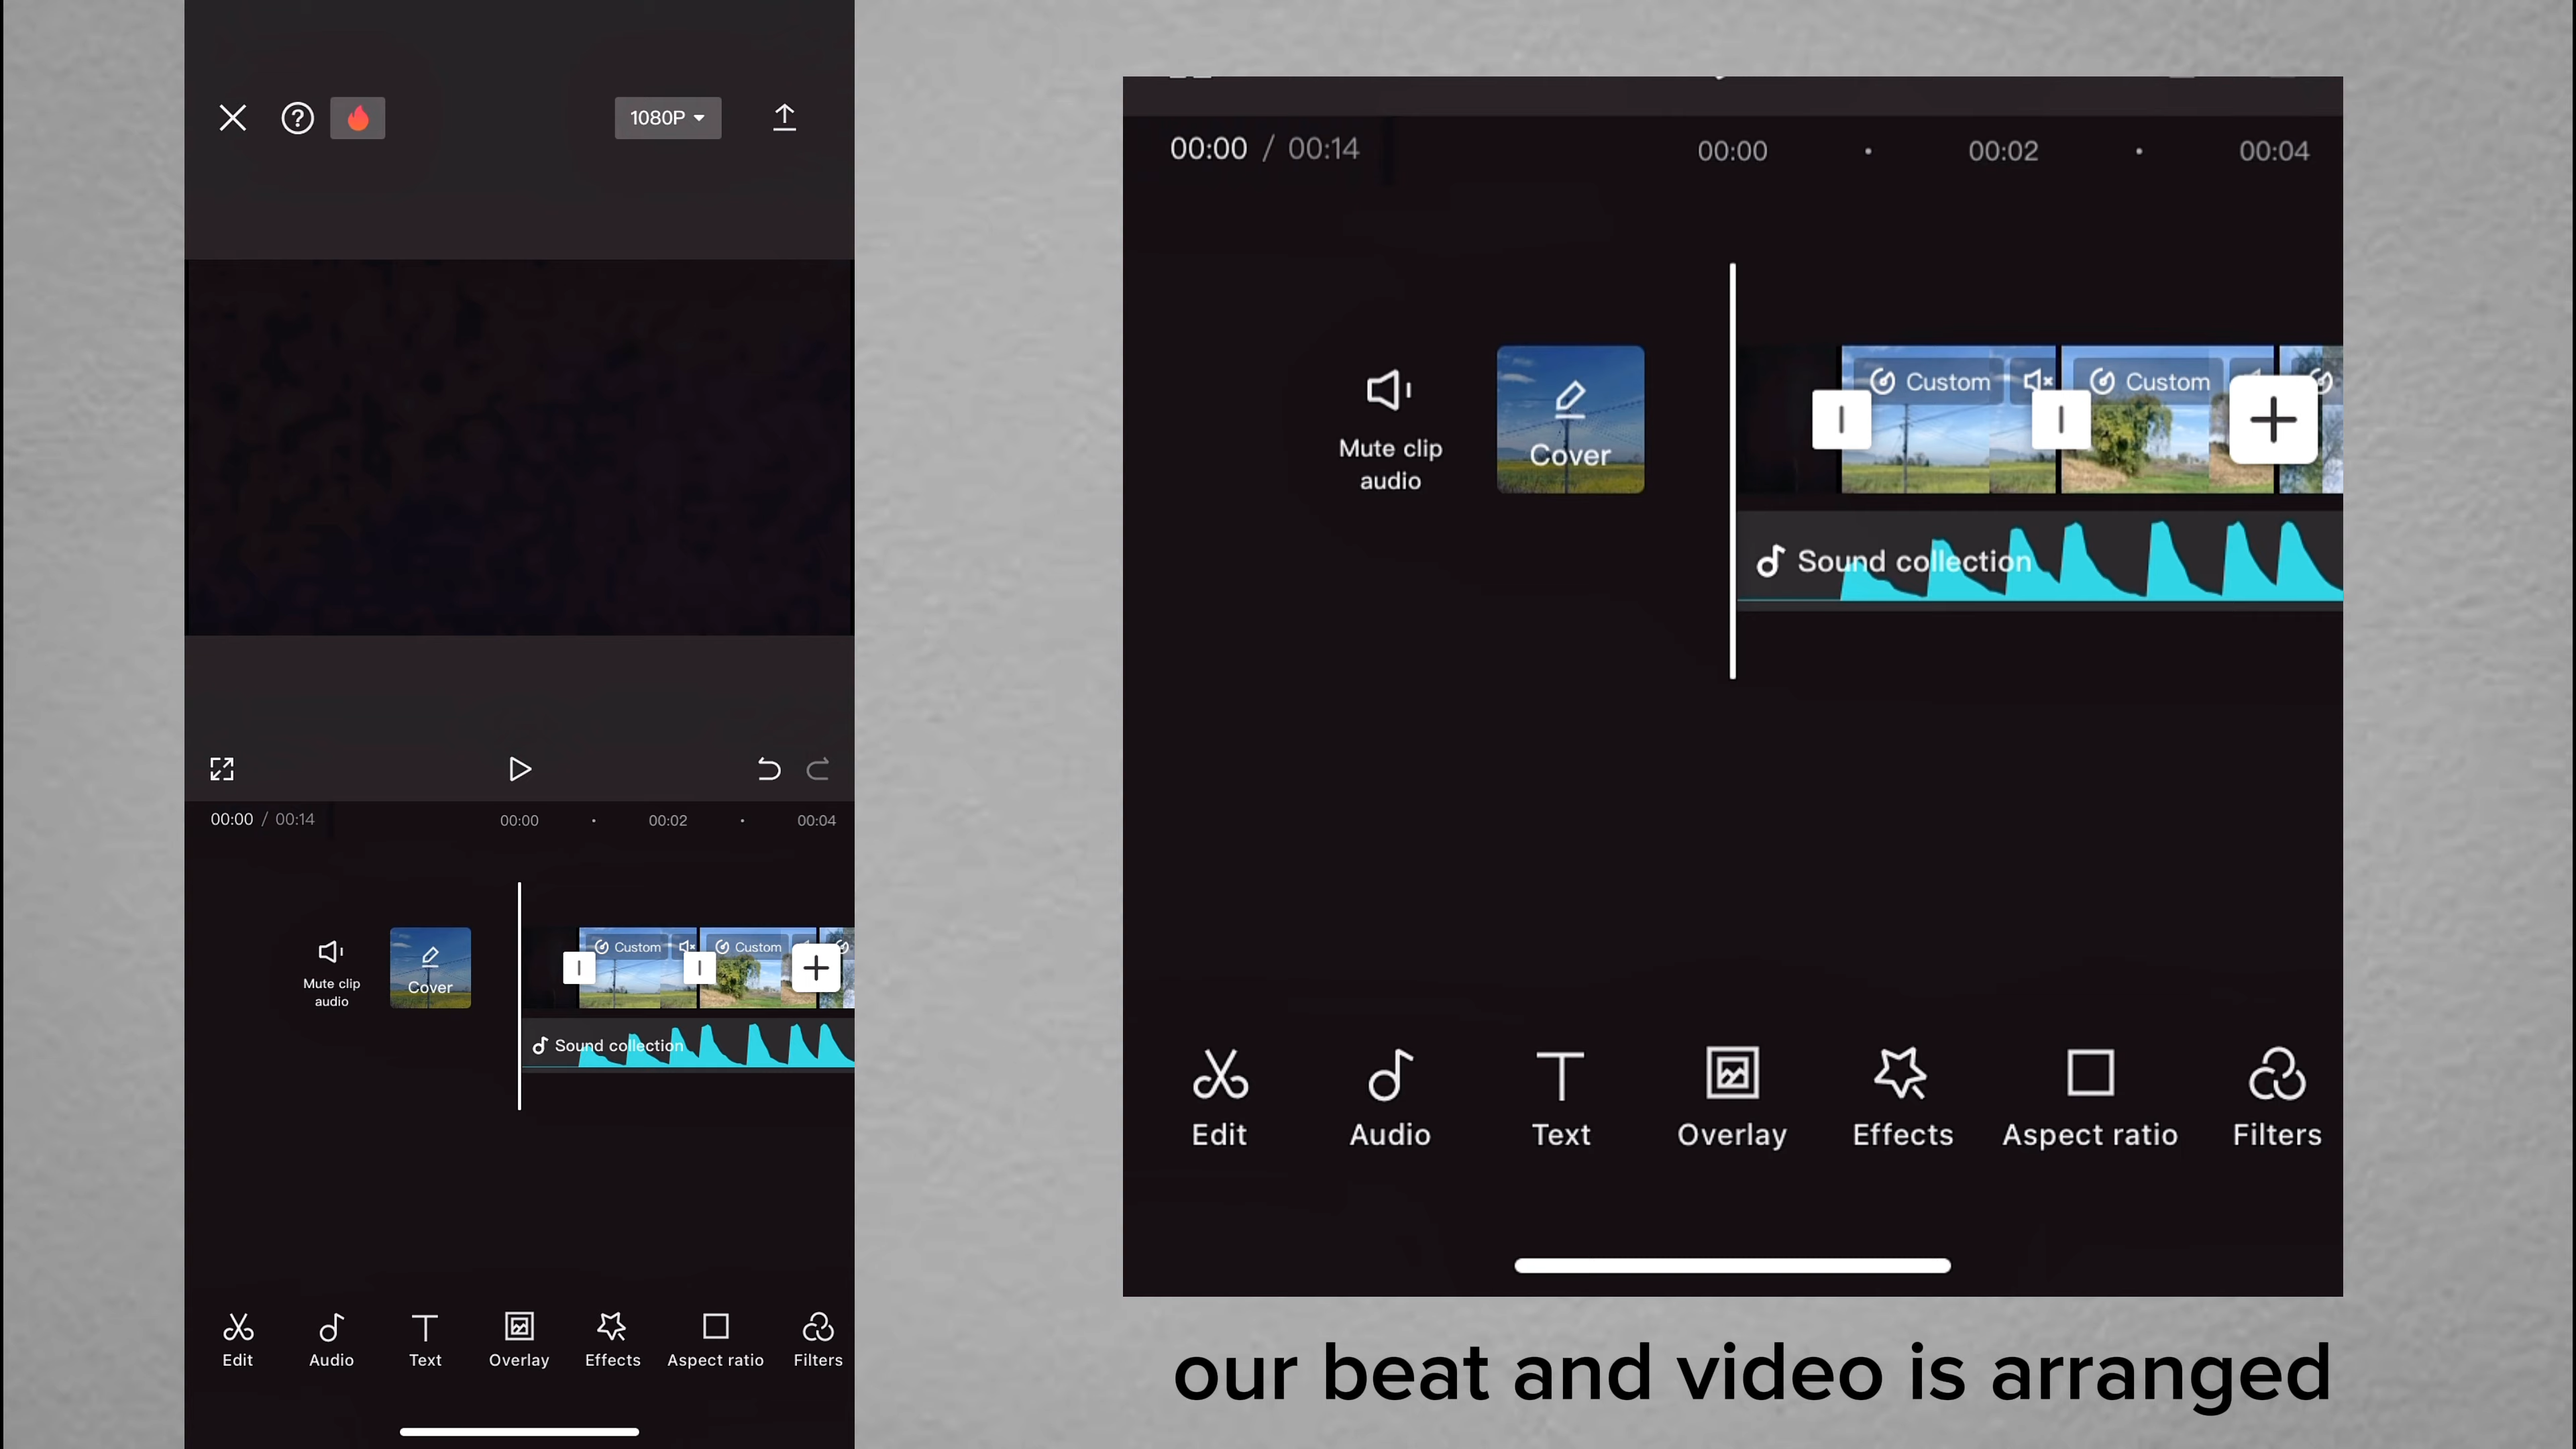 1080P
00:00 / 00:14
00:00 00:02 00:04
Mute clip
audio
Cover
Custom
Custom
Sound collection
Edit
Audio
Text
Overlay
Effects
Aspect ratio
Filters
00:00 / 00:14
00:00 00:02 00:04
Mute clip
audio
Cover
Custom
Custom
Sound collection
Edit
Audio
Text
Overlay
Effects
Aspect ratio
Filters
our beat and video is arranged